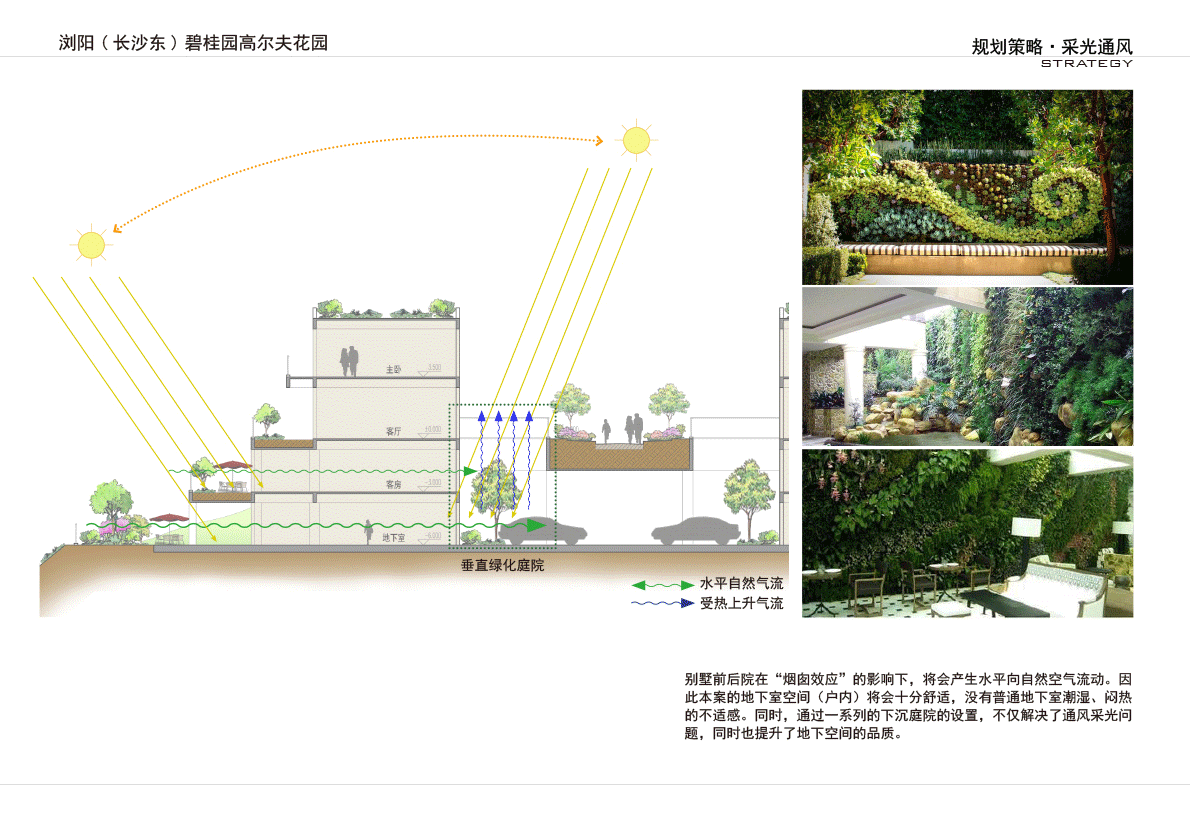 浏阳（长沙东）碧桂园高尔夫花园
规划策略·采光通风
STRATEGY
主卧
客厅
±0.000
客房
地下室
垂直绿化庭院
水平自然气流
受热上升气流
别墅前后院在“烟囱效应”的影响下，将会产生水平向自然空气流动。因
此本案的地下室空间（户内）将会十分舒适，没有普通地下室潮湿、闷热
的不适感。同时，通过一系列的下沉庭院的设置，不仅解决了通风采光问
题，同时也提升了地下空间的品质。